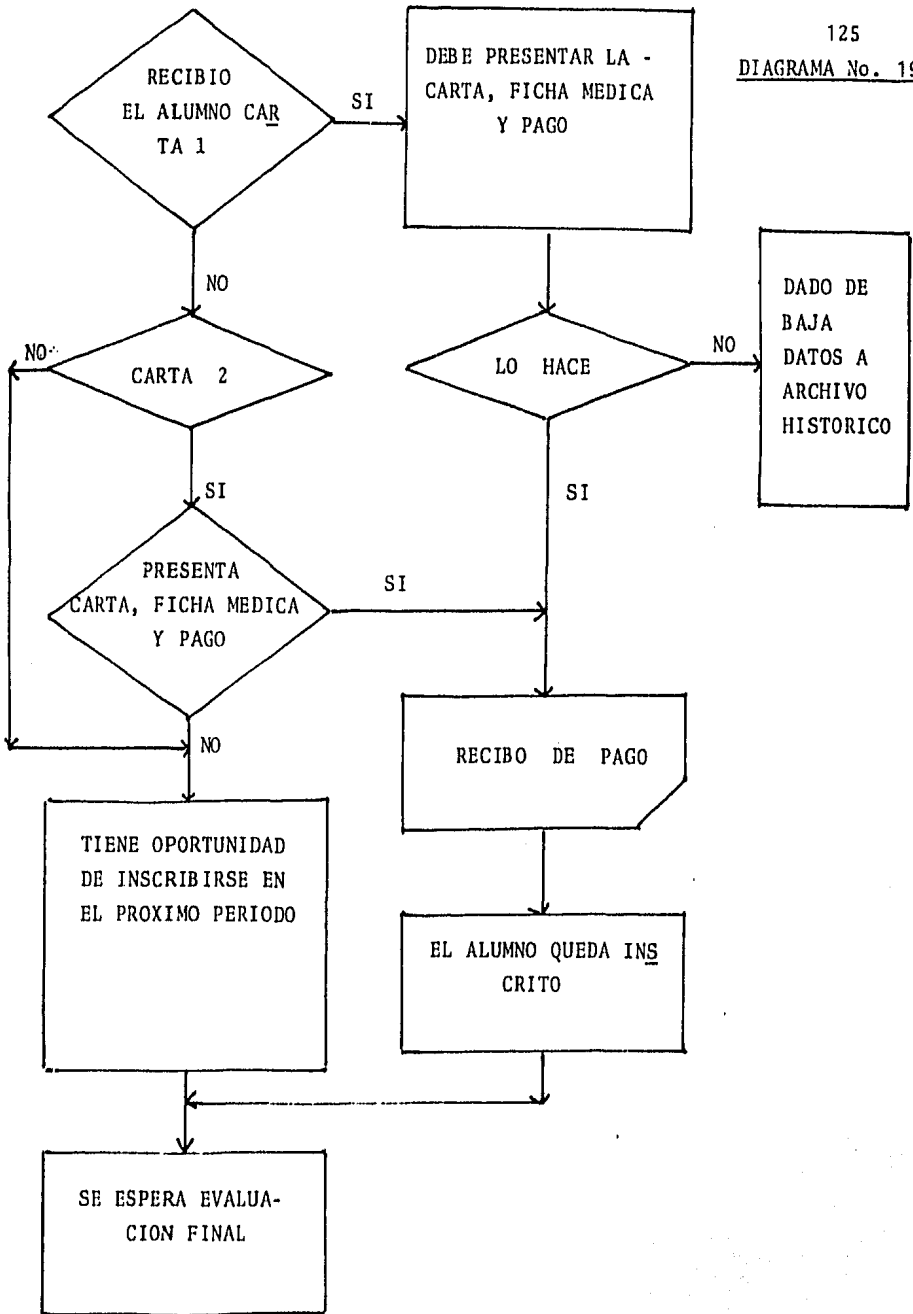 125
DIAGRAMA No. 19
RECIBIO
EL ALUMNO CAR
TA 1
SI
DEBE PRESENTAR LA -
CARTA, FICHA MEDICA
Y PAGO
NO
NO
CARTA 2
LO HACE
NO
DADO DE
BAJA
DATOS A
ARCHIVO
HISTORICO
SI
SI
PRESENTA
CARTA, FICHA MEDICA
Y PAGO
SI
NO
RECIBO DE PAGO
TIENE OPORTUNIDAD
DE INSCRIBIRSE EN
EL PROXIMO PERIODO
EL ALUMNO QUEDA INS
CRITO
SE ESPERA EVALUA-
CION FINAL